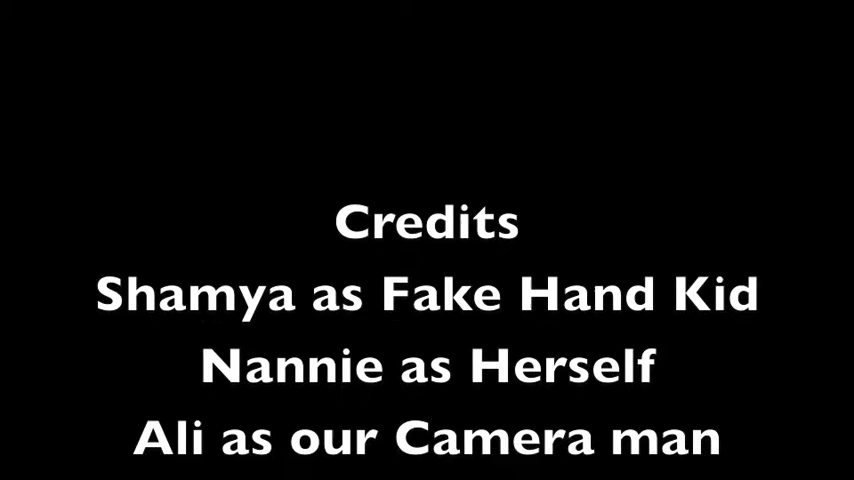 Credits
Shamya as Fake Hand Kid
Nannie as Herself
Ali as our Camera man